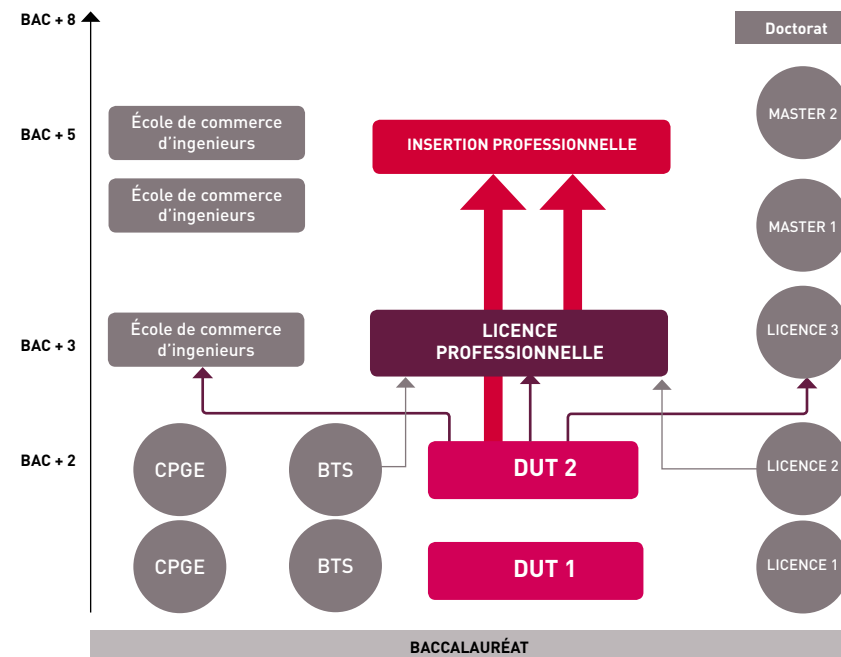 BAC + 8
Doctorat
MASTER 2
BAC + 5
École de commerce
d'ingenieurs
INSERTION PROFESSIONNELLE
École de commerce
d'ingenieurs
MASTER 1
BAC + 3
École de commerce
d'ingenieurs
LICENCE
PROFESSIONNELLE
LICENCE 3
BAC + 2
CPGE
BTS
DUT 2
LICENCE 2
CPGE
BTS
DUT 1
LICENCE 1
BACCALAURÉAT